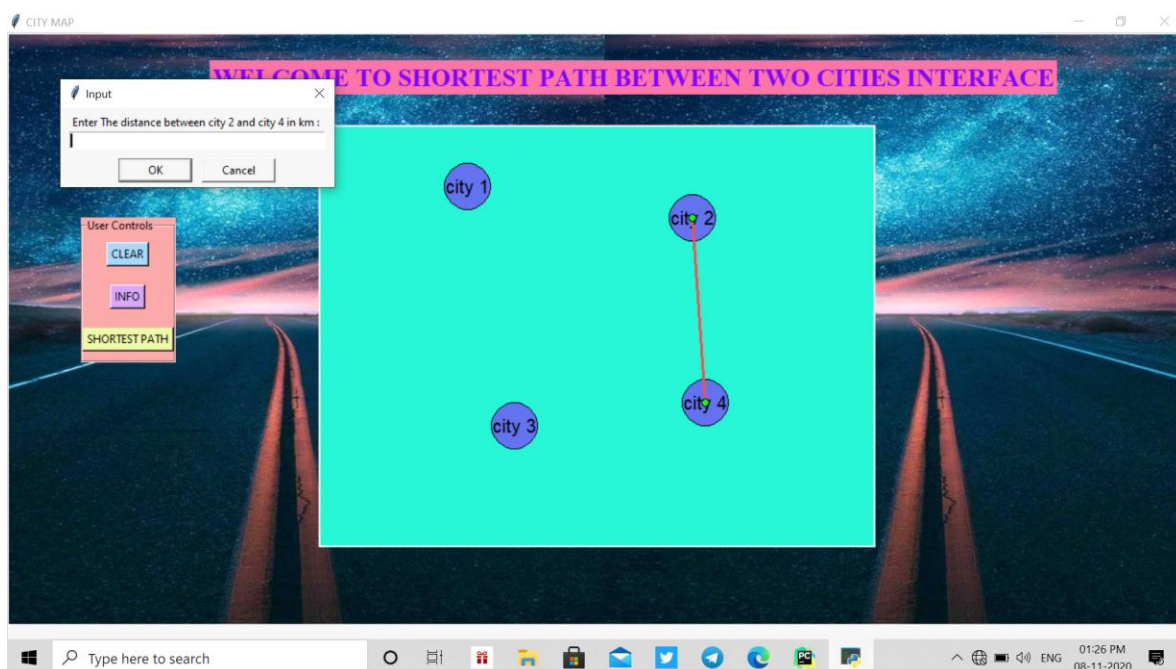 CITY MAP
WELCOME TO SHORTEST PATH BETWEEN TWO CITIES INTERFACE
Input
Enter The distance between city 2 and city 4 in km :
OK
Cancel
User Controls
CLEAR
INFO
SHORTEST PATH
city 1
city 2
city 3
city 4
Type here to search
PC
ENG
01:26 PM
08-11-2020